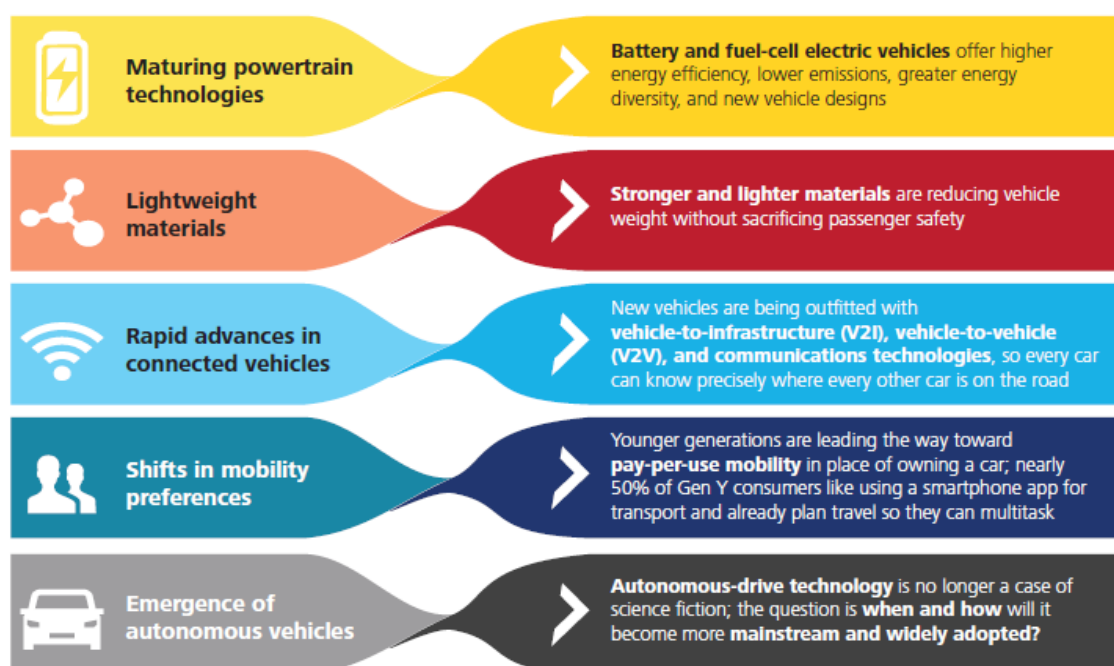 Maturing powertrain
technologies
Battery and fuel-cell electric vehicles offer higher
energy efficiency, lower emissions, greater energy
diversity, and new vehicle designs
Lightweight
materials
Stronger and lighter materials are reducing vehicle
weight without sacrificing passenger safety
Rapid advances in
connected vehicles
New vehicles are being outfitted with
vehicle-to-infrastructure (V2I), vehicle-to-vehicle
(V2V), and communications technologies, so every car
can know precisely where every other car is on the road
Shifts in mobility
preferences
Younger generations are leading the way toward
pay-per-use mobility in place of owning a car; nearly
50% of Gen Y consumers like using a smartphone app for
transport and already plan travel so they can multitask
Emergence of
autonomous vehicles
Autonomous-drive technology is no longer a case of
science fiction; the question is when and how will it
become more mainstream and widely adopted?